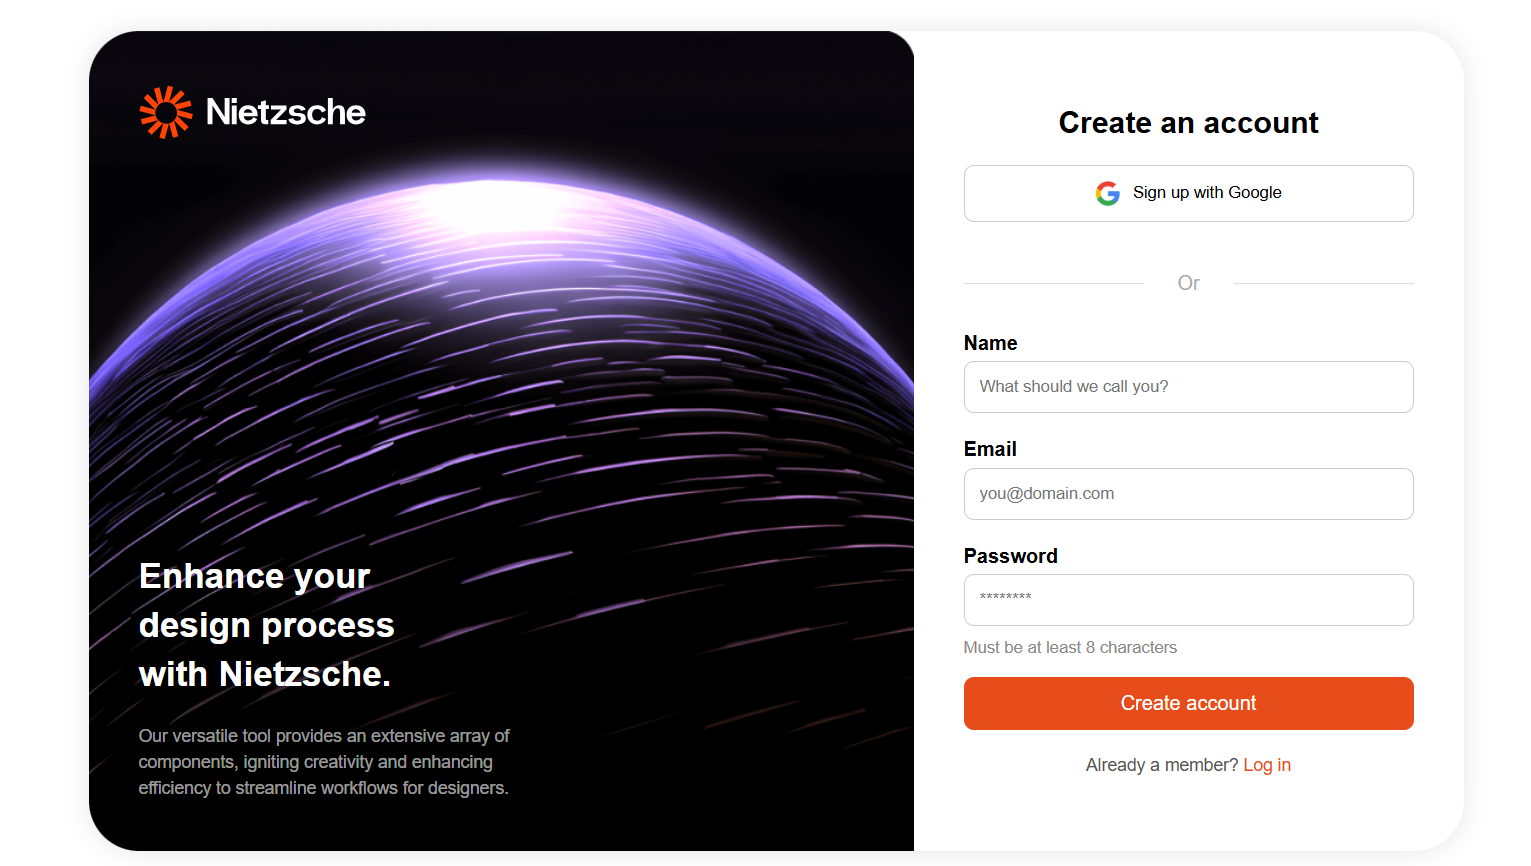 Nietzsche
Enhance your
design process
with Nietzsche.
Our versatile tool provides an extensive array of
components, igniting creativity and enhancing
efficiency to streamline workflows for designers.
Create an account
Sign up with Google
Or
Name
What should we call you?
Email
you@domain.com
Password
********
Must be at least 8 characters
Create account
Already a member? Log in